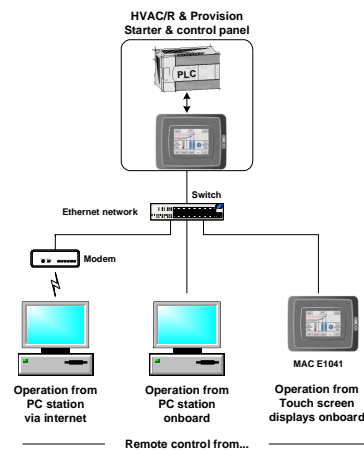 HVAC/R & Provision
Starter & control panel
PLC
Switch
Ethernet network
Modem
MAC E1041
Operation from
PC station
via internet
Operation from
PC station
onboard
Operation from
Touch screen
displays onboard
Remote control from...